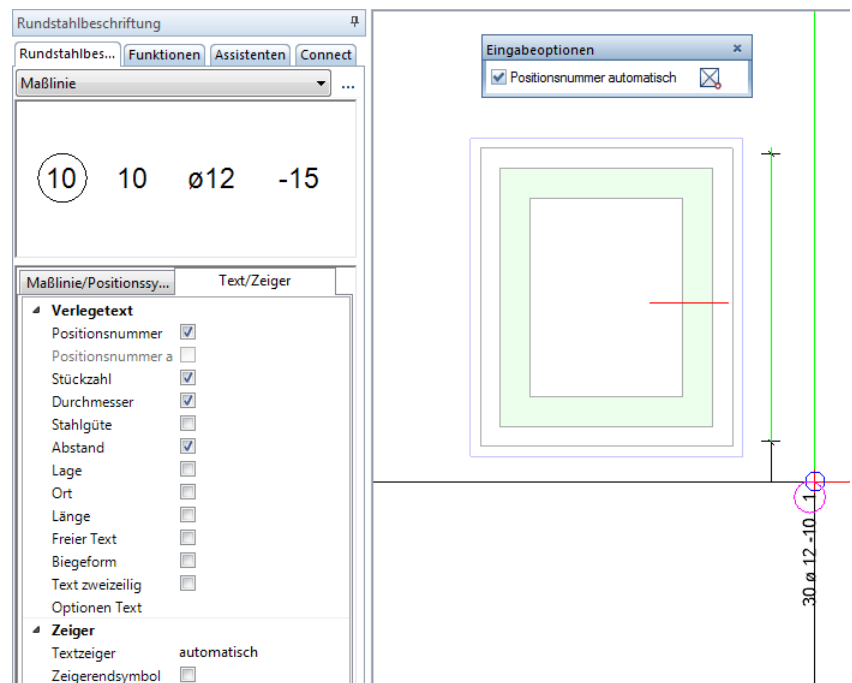 Rundstahlbeschriftung
Rundstahlbes... Funktionen Assistenten Connect
Maßlinie ...
10 10 ø12 -15
Maßlinie/Positionssy... Text/Zeiger
Verlegetext
Positionsnummer
Positionsnummer a
Stückzahl
Durchmesser
Stahlgüte
Abstand
Lage
Ort
Länge
Freier Text
Biegeform
Text zweizeilig
Optionen Text
Zeiger
Textzeiger automatisch
Zeigerendsymbol
Eingabeoptionen
Positionsnummer automatisch
30 ø 12 -10 1